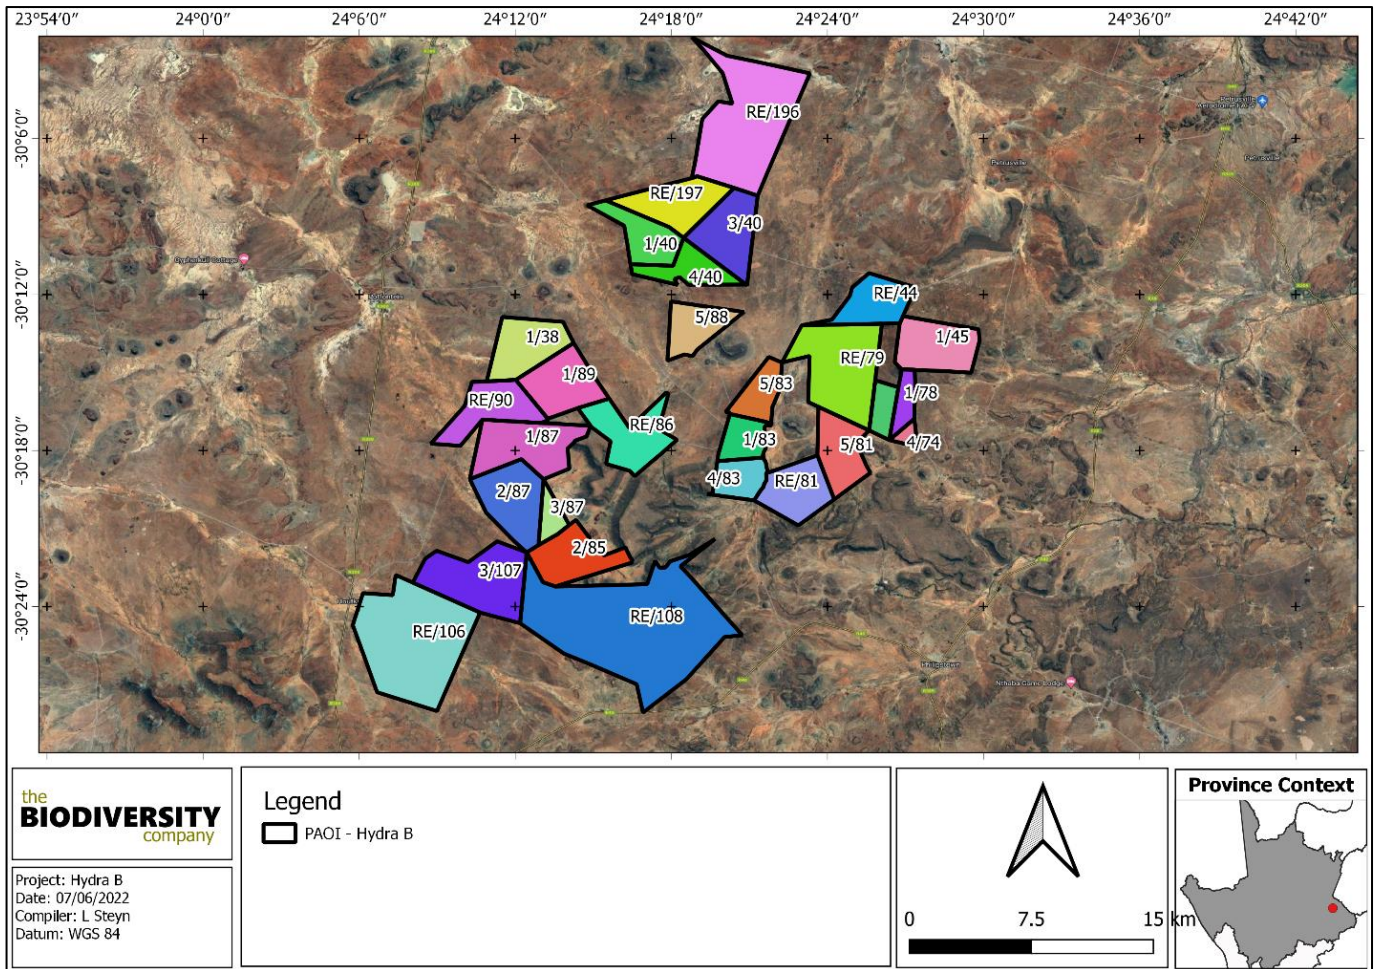 23°54′0″ 24°0′0″ 24°6′0″ 24°12′0″ 24°18′0″ 24°24′0″ 24°30′0″ 24°36′0″ 24°42′0″
-30°6′0″
-30°12′0″
-30°18′0″
-30°24′0″
RE/196
RE/197
3/40
1/40
4/40
RE/44
5/88
1/38
1/45
RE/79
1/89
5/83
1/78
RE/90
RE/86
1/87
1/83
5/81
4/74
4/83
RE/81
2/87
3/87
2/85
3/107
RE/108
RE/106
Petrusville
the
BIODIVERSITY
company
Project: Hydra B
Date: 07/06/2022
Compiler: L Steyn
Datum: WGS 84
Legend
PAOI - Hydra B
0 7.5 15 km
Province Context